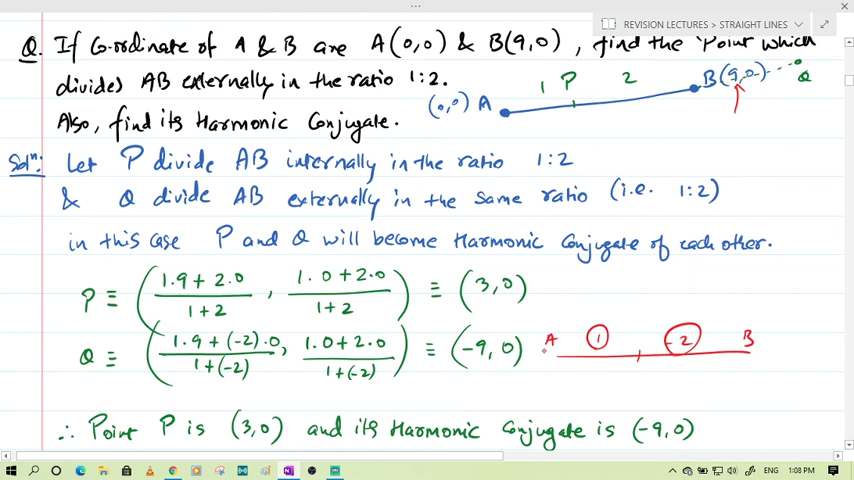 REVISION LECTURES > STRAIGHT LINES
Q. If Co-ordinate of A & B are A(0,0) & B(9,0), find the Point which
divides AB externally in the ratio 1:2.
Also, find its Harmonic Conjugate.
(0,0) A 1 P 2 B(9,0) Q
Solⁿ: Let P divide AB internally in the ratio 1:2
& Q divide AB externally in the same ratio (i.e. 1:2)
in this case P and Q will become Harmonic Conjugate of each other.
P ≡ ( 1.9+2.0 / 1+2 , 1.0+2.0 / 1+2 ) ≡ (3,0)
Q ≡ ( 1.9+(-2).0 / 1+(-2) , 1.0+2.0 / 1+(-2) ) ≡ (-9,0)
A 1 -2 B
∴ Point P is (3,0) and its Harmonic Conjugate is (-9,0)
ENG 1:08 PM